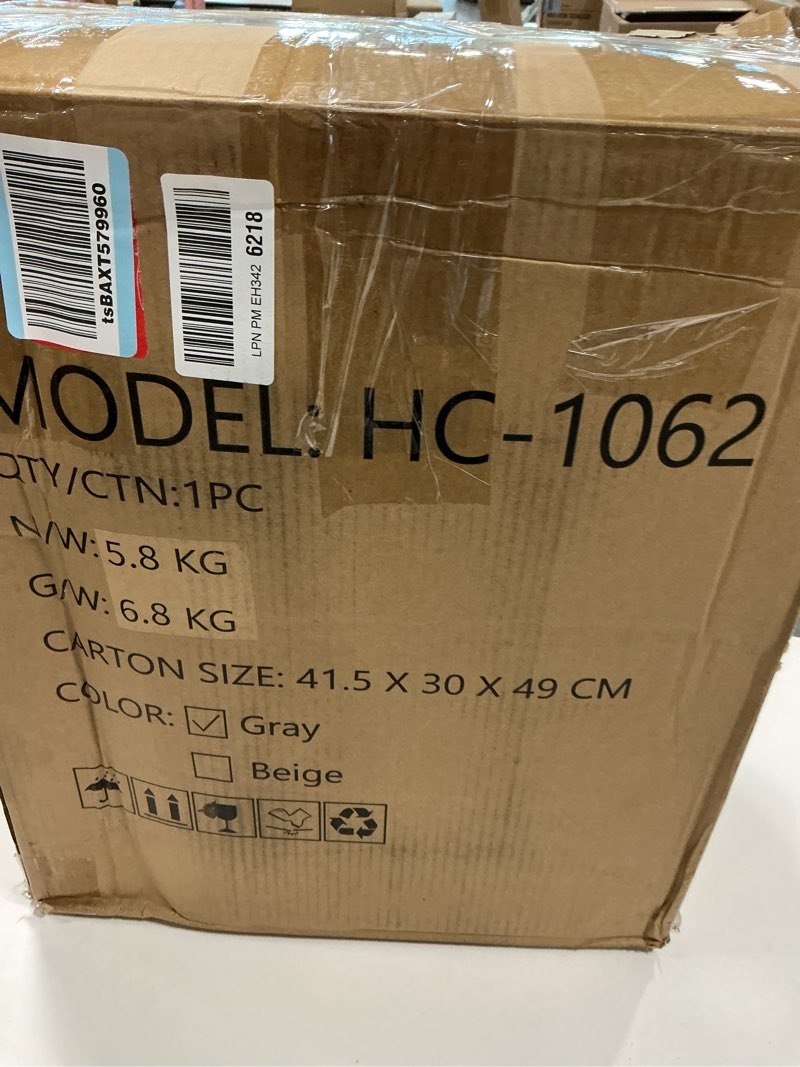 tsBAXT579960
LPN PM EH342 6218
MODEL: HC-1062
QTY/CTN:1PC
N/W: 5.8 KG
G/W: 6.8 KG
CARTON SIZE: 41.5 X 30 X 49 CM
COLOR: Gray
Beige